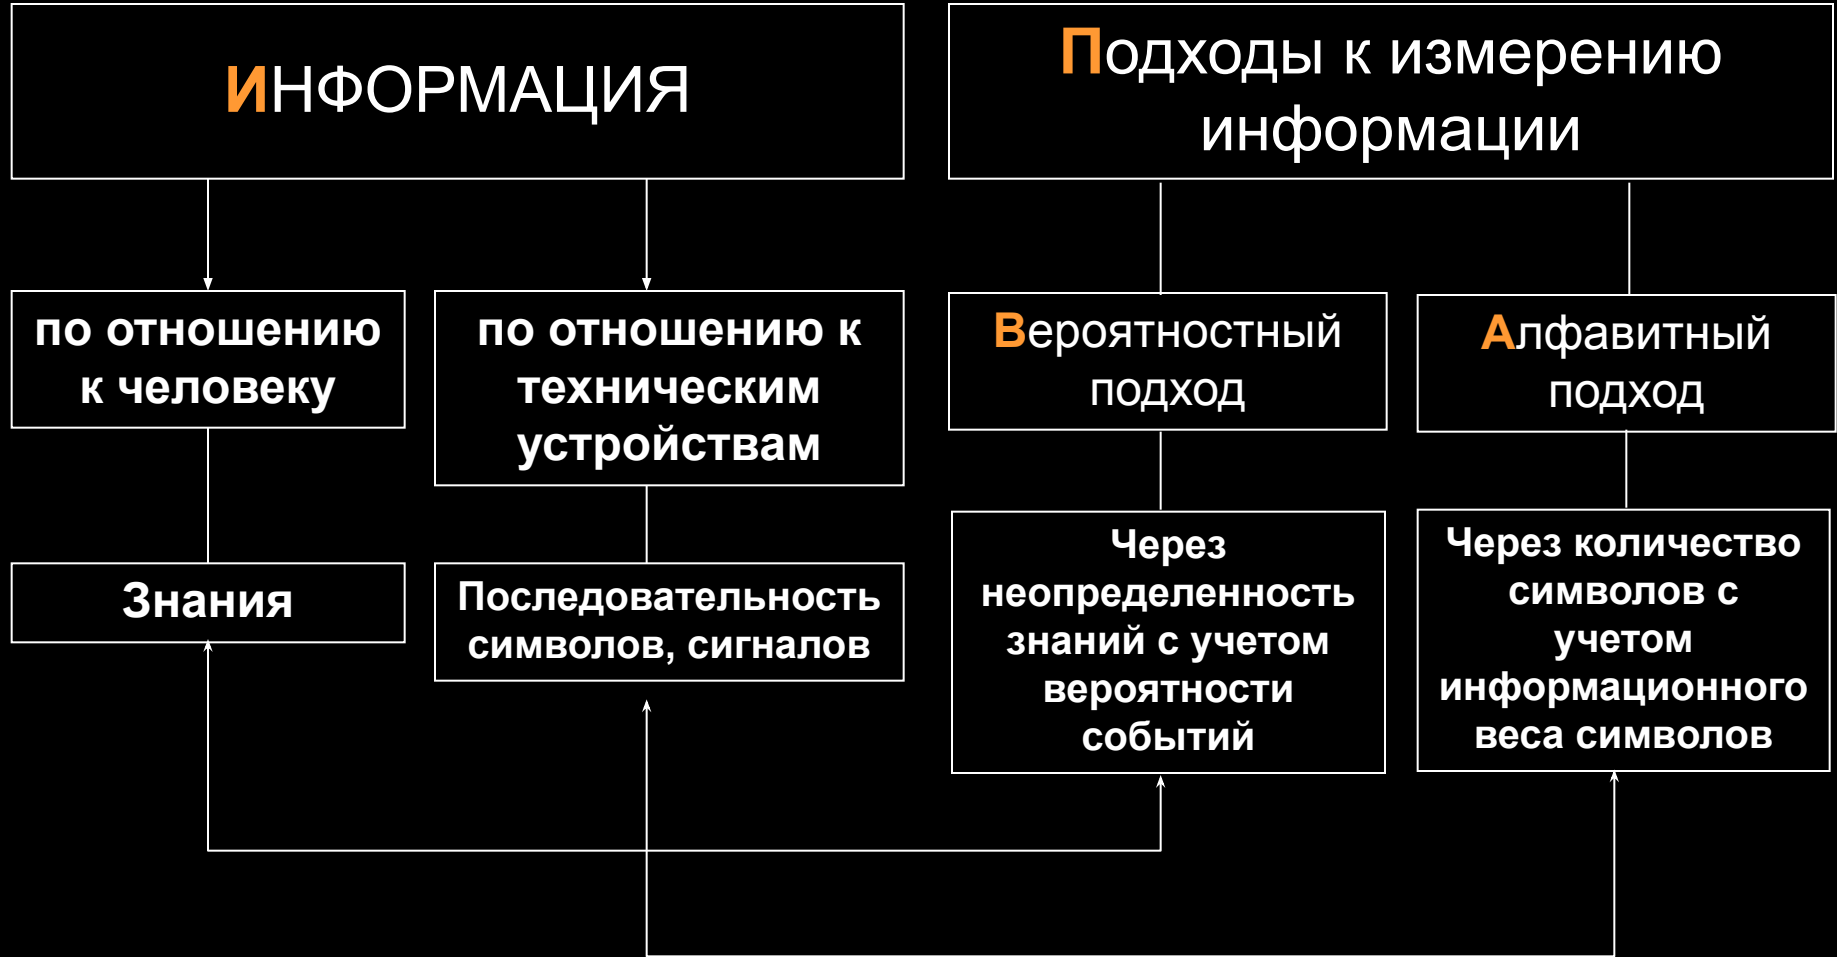 ИНФОРМАЦИЯ
Подходы к измерению
информации
по отношению
к человеку
по отношению к
техническим
устройствам
Вероятностный
подход
Алфавитный
подход
Знания
Последовательность
символов, сигналов
Через
неопределенность
знаний с учетом
вероятности
событий
Через количество
символов с
учетом
информационного
веса символов